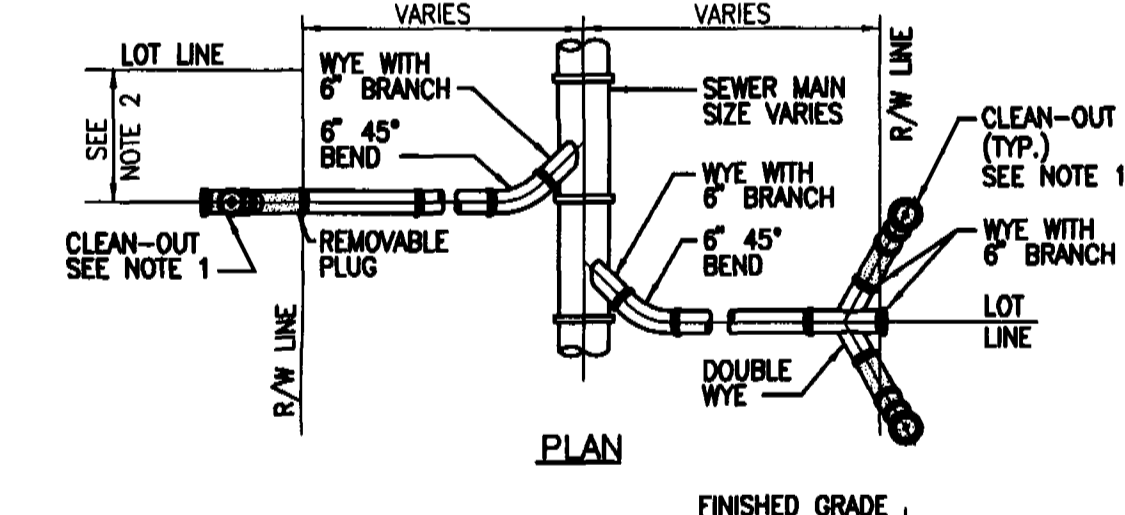 VARIES
VARIES
LOT LINE
SEE
NOTE 2
WYE WITH
6" BRANCH
6" 45°
BEND
SEWER MAIN
SIZE VARIES
R/W LINE
CLEAN-OUT
(TYP.)
SEE NOTE 1
WYE WITH
6" BRANCH
WYE WITH
6" BRANCH
CLEAN-OUT
SEE NOTE 1
REMOVABLE
PLUG
6" 45°
BEND
LOT
LINE
R/W LINE
DOUBLE
WYE
PLAN
FINISHED GRADE